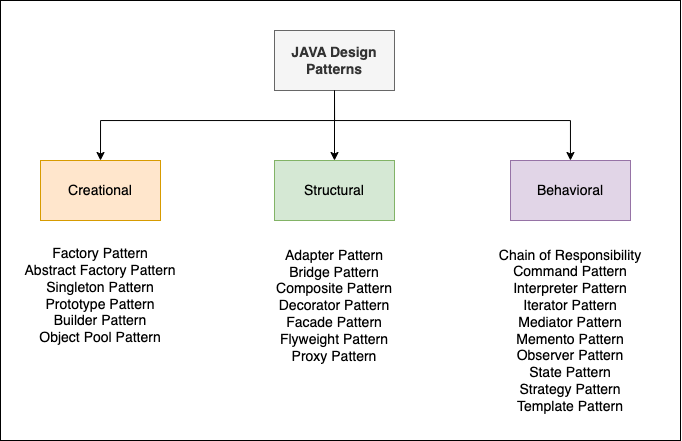 JAVA Design
Patterns
Creational
Structural
Behavioral
Factory Pattern
Abstract Factory Pattern
Singleton Pattern
Prototype Pattern
Builder Pattern
Object Pool Pattern
Adapter Pattern
Bridge Pattern
Composite Pattern
Decorator Pattern
Facade Pattern
Flyweight Pattern
Proxy Pattern
Chain of Responsibility
Command Pattern
Interpreter Pattern
Iterator Pattern
Mediator Pattern
Memento Pattern
Observer Pattern
State Pattern
Strategy Pattern
Template Pattern